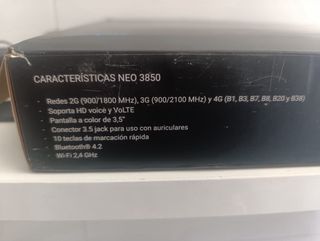 CARACTERÍSTICAS NEO 3850
· Redes 2G (900/1800 MHz), 3G (900/2100 MHz) y 4G (B1, B3, B7, B8, B20 y B38)
· Soporta HD voice y VoLTE
· Pantalla a color de 3,5"
· Conector 3.5 jack para uso con auriculares
· 10 teclas de marcación rápida
· Bluetooth® 4.2
· Wi-Fi 2,4 GHz